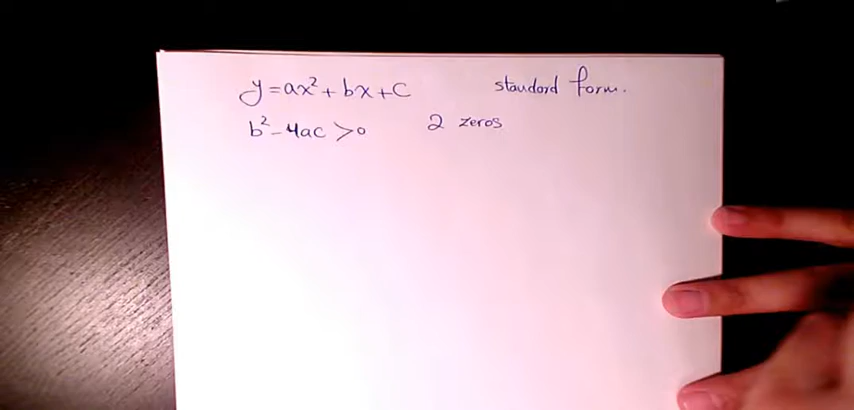 y = ax² + bx + c standard form.
b² - 4ac > 0 2 zeros